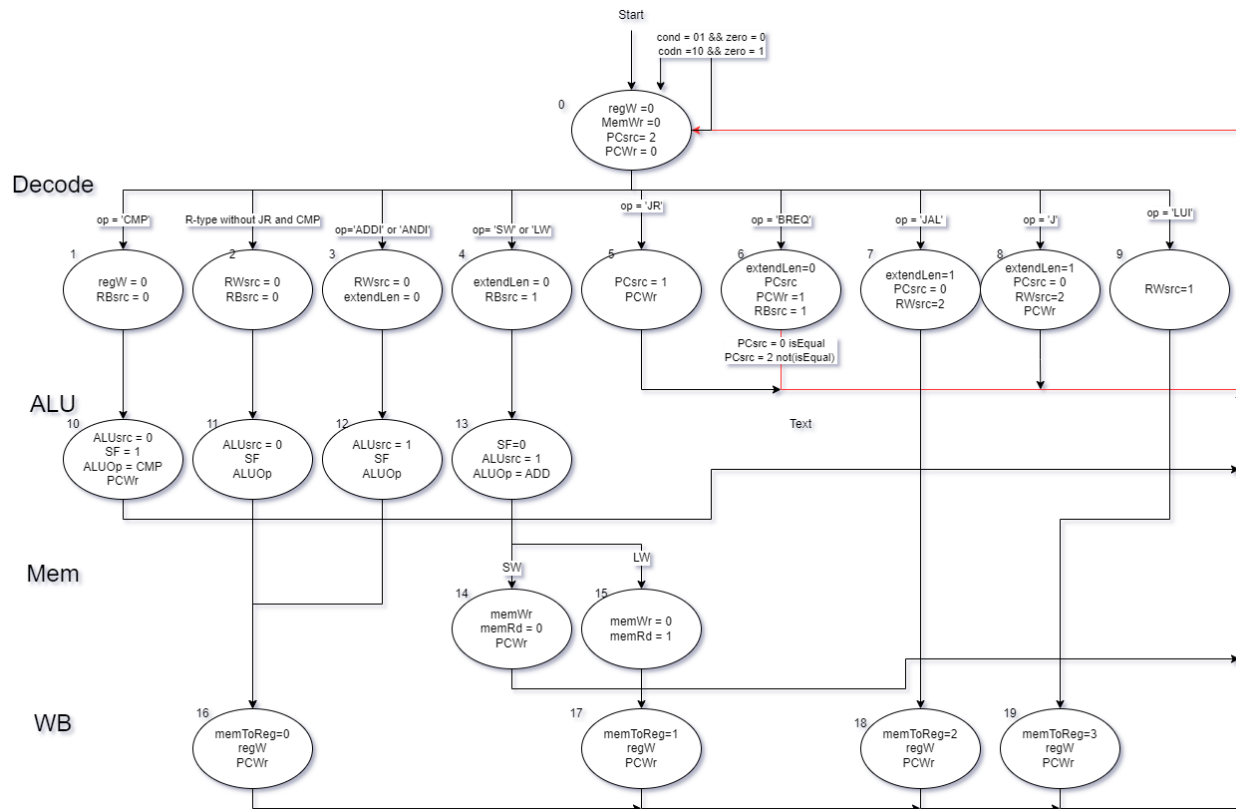 Start
cond = 01 && zero = 0
codn =10 && zero = 1
0
regW =0
MemWr =0
PCsrc= 2
PCWr = 0
Decode
op = 'CMP'
R-type without JR and CMP
op='ADDI' or 'ANDI'
op= 'SW' or 'LW'
op = 'JR'
op = 'BREQ'
op = 'JAL'
op = 'J'
op = 'LUI'
1
regW = 0
RBsrc = 0
2
RWsrc = 0
RBsrc = 0
3
RWsrc = 0
extendLen = 0
4
extendLen = 0
RBsrc = 1
5
PCsrc = 1
PCWr
6
extendLen=0
PCsrc
PCWR =1
RBsrc = 1
7
extendLen=1
PCsrc = 0
RWsrc=2
8
extendLen=1
PCsrc = 0
RWsrc=2
PCWr
9
RWsrc=1
PCsrc = 0 isEqual
PCsrc = 2 not(isEqual)
ALU
Text
10
ALUsrc = 0
SF = 1
ALUOp = CMP
PCWr
11
ALUsrc = 0
SF
ALUOp
12
ALUsrc = 1
SF
ALUOp
13
SF=0
ALUsrc = 1
ALUOp = ADD
Mem
SW
LW
14
memWr
memRd = 0
PCWr
15
memWr = 0
memRd = 1
WB
16
memToReg=0
regW
PCWr
17
memToReg=1
regW
PCWr
18
memToReg=2
regW
PCWr
19
memToReg=3
regW
PCWr